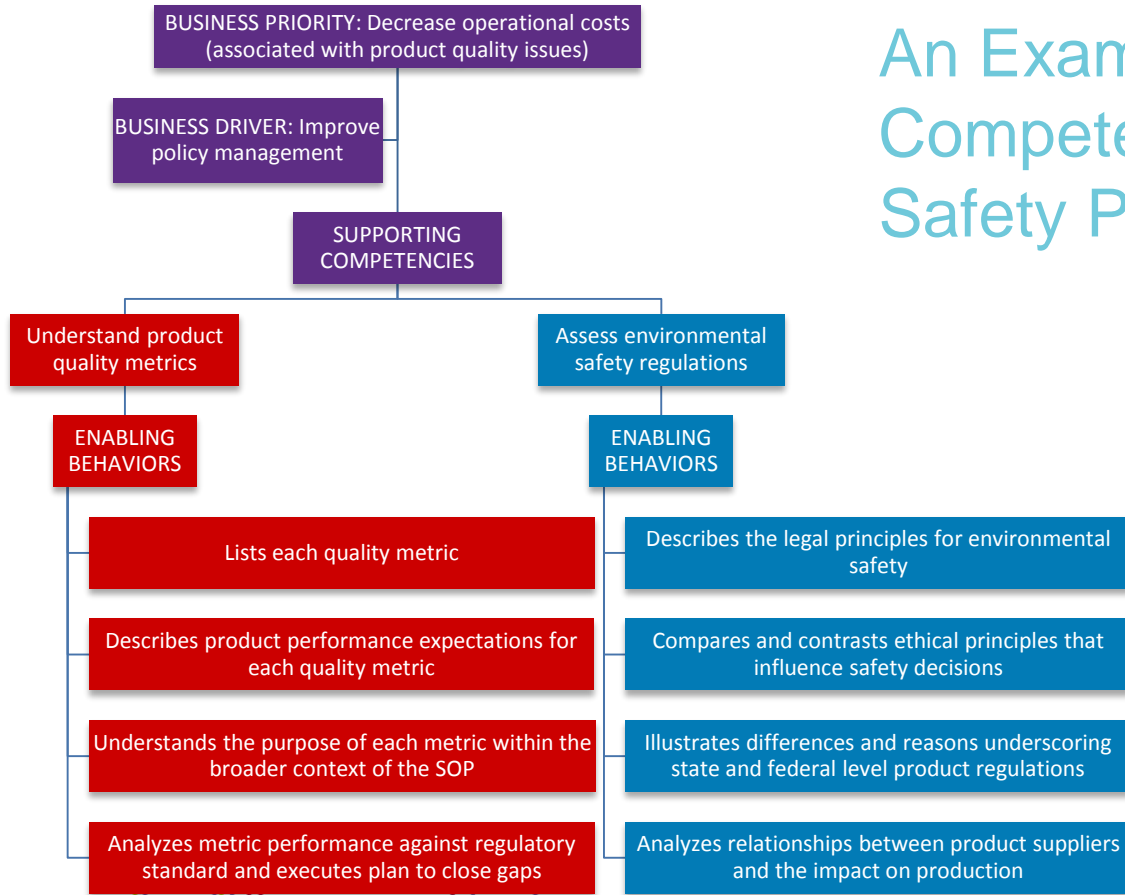 BUSINESS PRIORITY: Decrease operational costs
(associated with product quality issues)
An Exam
Compete
Safety P
BUSINESS DRIVER: Improve
policy management
SUPPORTING
COMPETENCIES
Understand product
quality metrics
Assess environmental
safety regulations
ENABLING
BEHAVIORS
ENABLING
BEHAVIORS
Lists each quality metric
Describes product performance expectations for
each quality metric
Understands the purpose of each metric within the
broader context of the SOP
Analyzes metric performance against regulatory
standard and executes plan to close gaps
Describes the legal principles for environmental
safety
Compares and contrasts ethical principles that
influence safety decisions
Illustrates differences and reasons underscoring
state and federal level product regulations
Analyzes relationships between product suppliers
and the impact on production